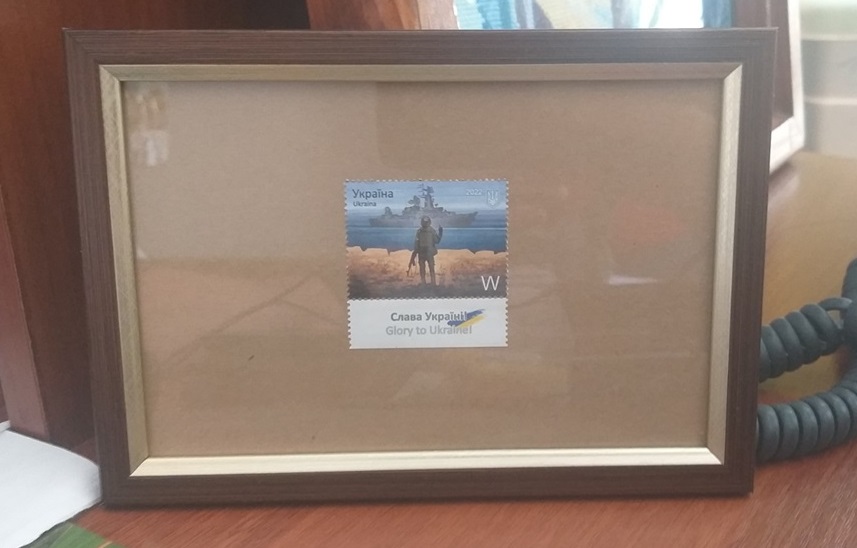 Україна
Ukraina
2022
W
Слава Україні!
Glory to Ukraine!